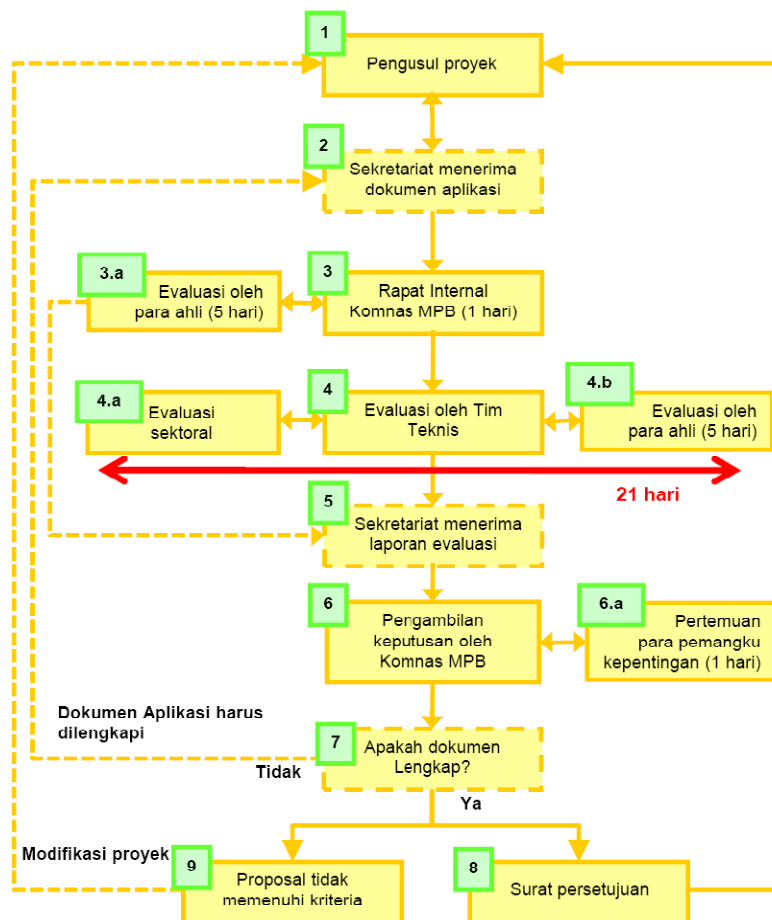 1
Pengusul proyek
2
Sekretariat menerima
dokumen aplikasi
3.a
Evaluasi oleh
para ahli (5 hari)
3
Rapat Internal
Komnas MPB (1 hari)
4.a
Evaluasi
sektoral
4
Evaluasi oleh Tim
Teknis
4.b
Evaluasi oleh
para ahli (5 hari)
21 hari
5
Sekretariat menerima
laporan evaluasi
6
Pengambilan
keputusan oleh
Komnas MPB
6.a
Pertemuan
para pemangku
kepentingan (1 hari)
Dokumen Aplikasi harus
dilengkapi
7
Apakah dokumen
Lengkap?
Tidak
Ya
Modifikasi proyek
9
Proposal tidak
memenuhi kriteria
8
Surat persetujuan